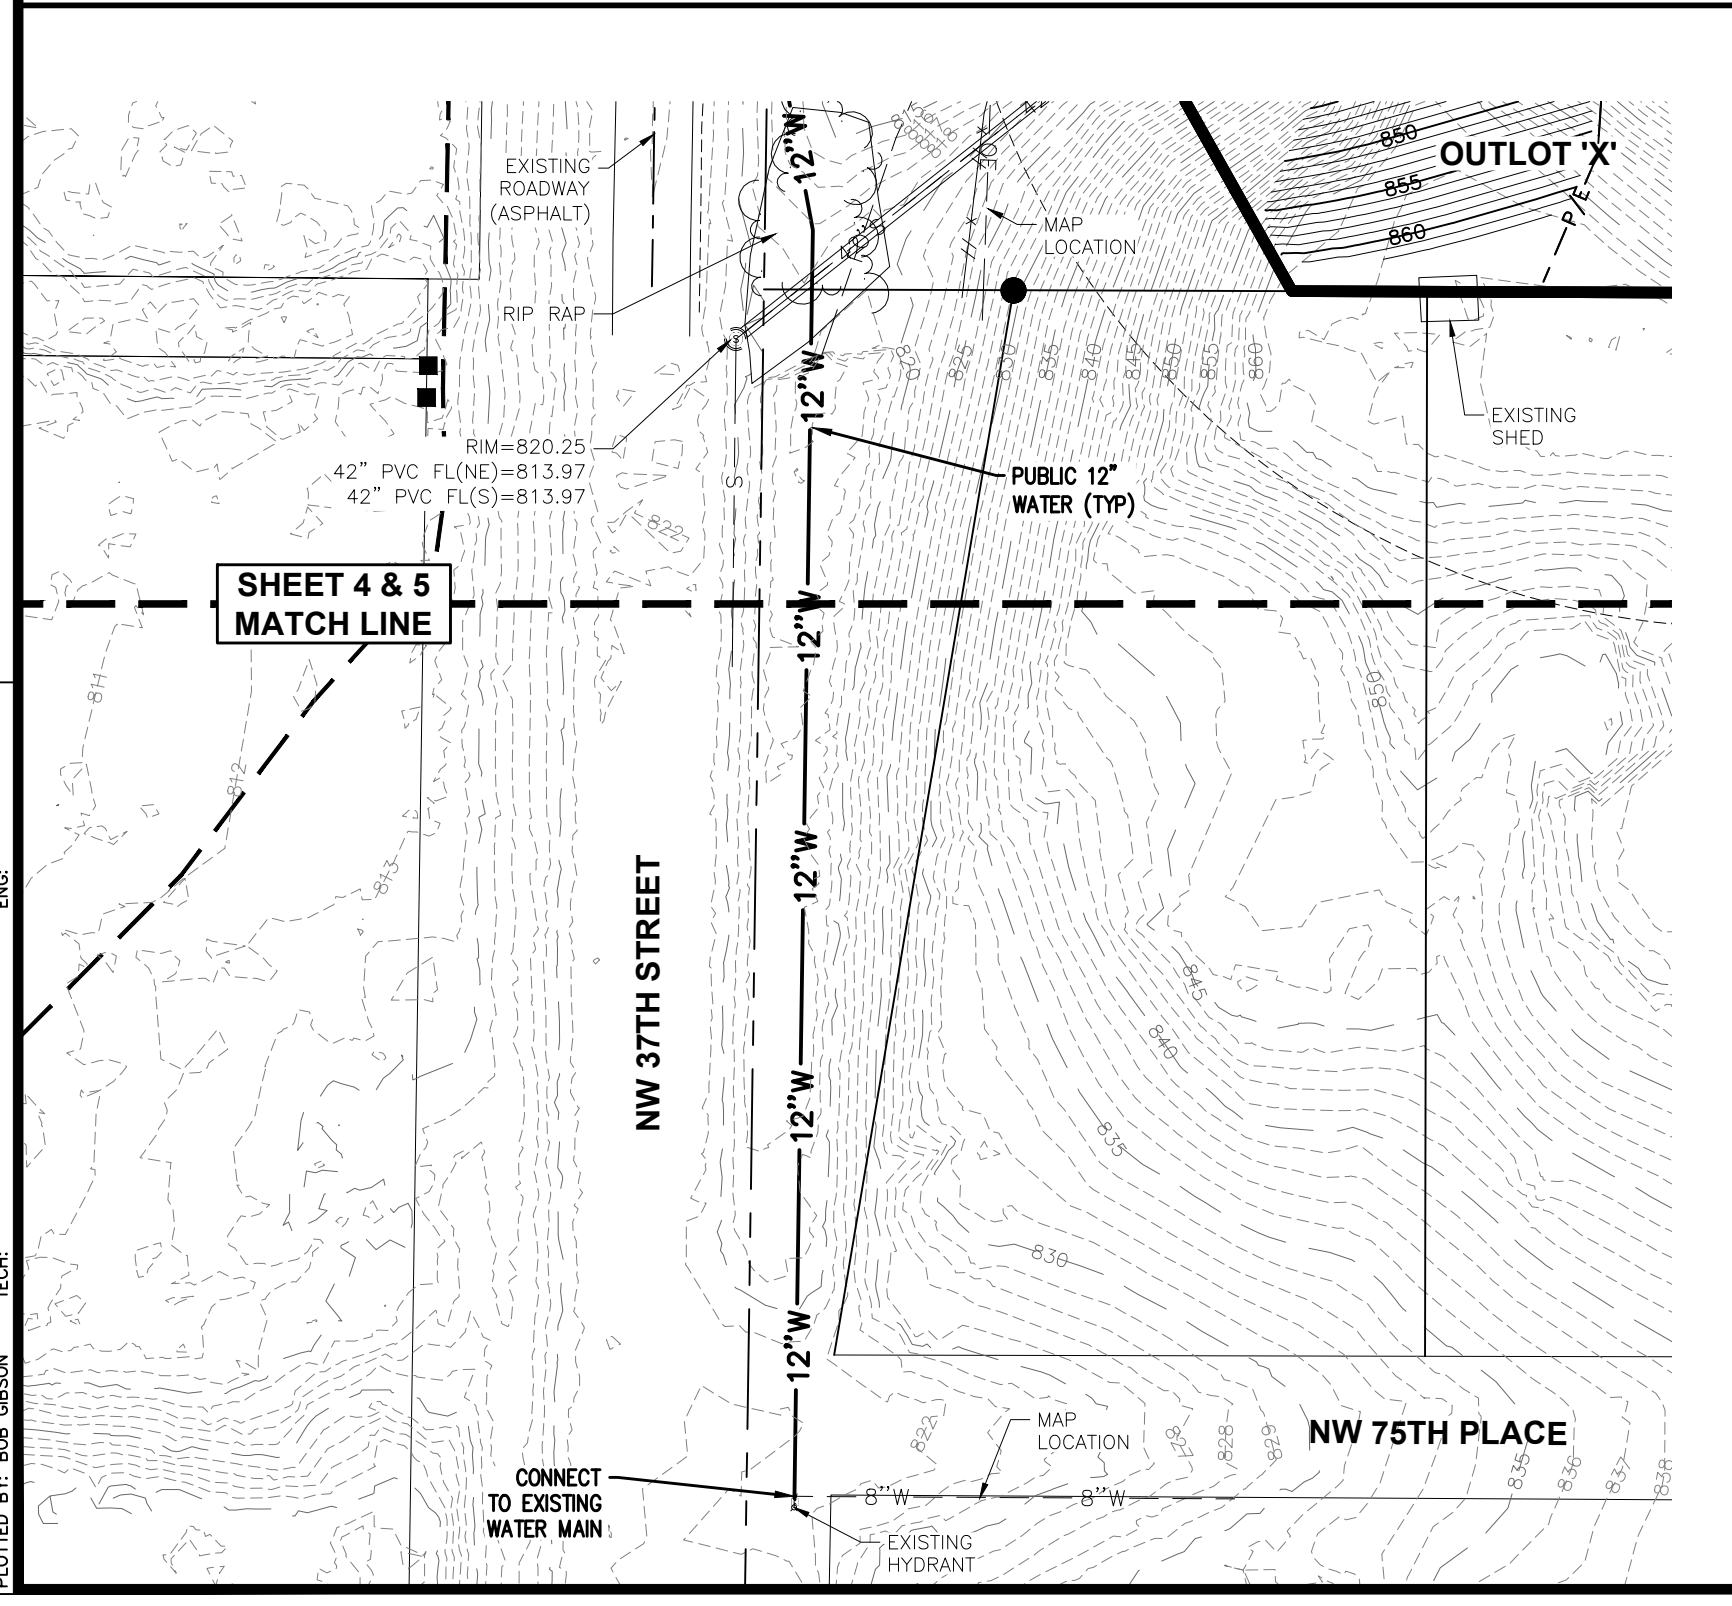 850
OUTLOT 'X'
855
P/E
860
12"W
EXISTING
ROADWAY
(ASPHALT)
OE
MAP
LOCATION
RIP RAP
820
825
830
835
840
845
850
855
860
12"W
EXISTING
SHED
RIM=820.25
42" PVC FL(NE)=813.97
42" PVC FL(S)=813.97
S
S
PUBLIC 12"
WATER (TYP)
822
SHEET 4 & 5
MATCH LINE
12"W
811
850
812
12"W
813
ENG:
NW 37TH STREET
845
840
12"W
835
830
TECH:
12"W
PLOTTED BY: BOB GIBSON
822
MAP
LOCATION
827
828
829
NW 75TH PLACE
835
836
837
838
CONNECT
TO EXISTING
WATER MAIN
8"W
8"W
EXISTING
HYDRANT